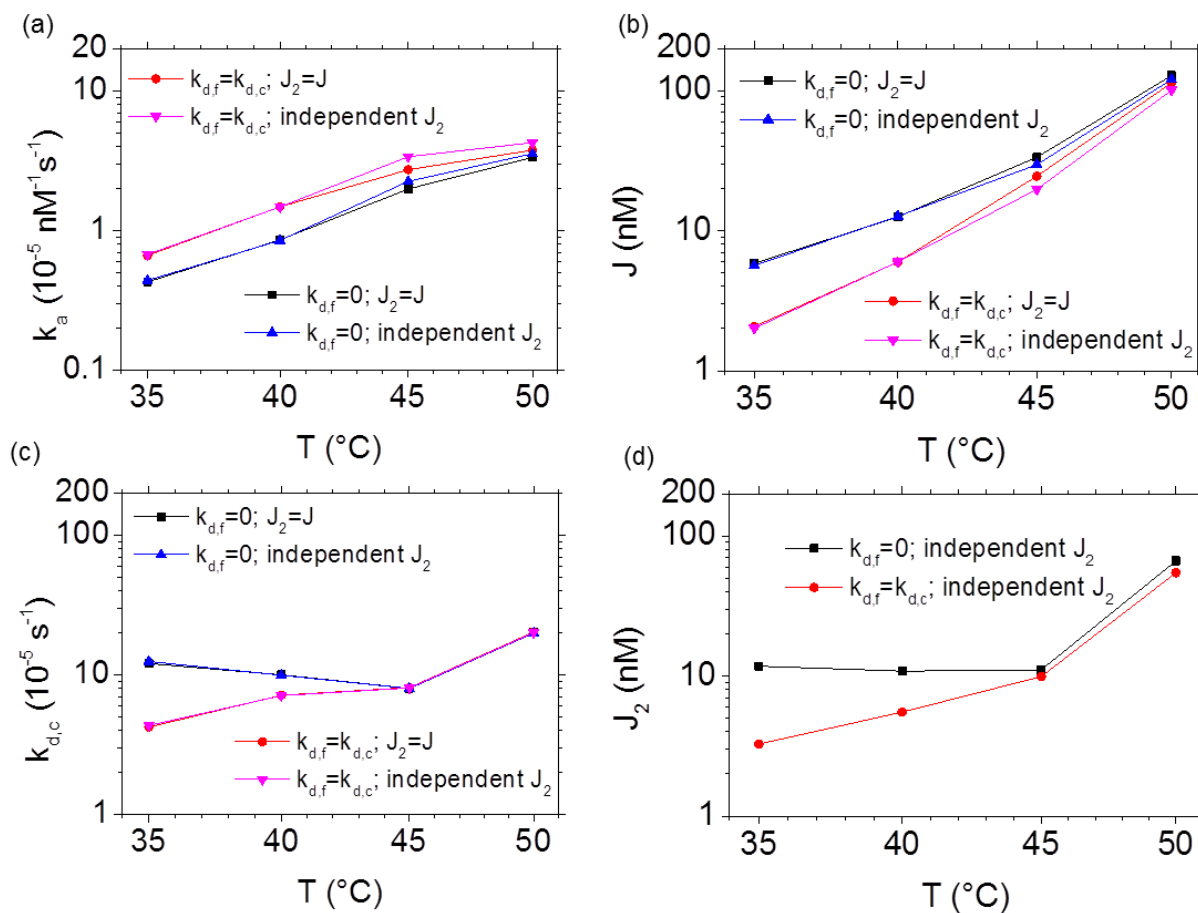 (a)
k_a (10^-5 nM^-1 s^-1)
20
10
1
0.1
k_d,f=k_d,c; J_2=J
k_d,f=k_d,c; independent J_2
k_d,f=0; J_2=J
k_d,f=0; independent J_2
35 40 45 50
T (°C)
(b)
J (nM)
200
100
10
1
k_d,f=0; J_2=J
k_d,f=0; independent J_2
k_d,f=k_d,c; J_2=J
k_d,f=k_d,c; independent J_2
35 40 45 50
T (°C)
(c)
k_d,c (10^-5 s^-1)
200
100
10
1
k_d,f=0; J_2=J
k_d,f=0; independent J_2
k_d,f=k_d,c; J_2=J
k_d,f=k_d,c; independent J_2
35 40 45 50
T (°C)
(d)
J_2 (nM)
200
100
10
1
k_d,f=0; independent J_2
k_d,f=k_d,c; independent J_2
35 40 45 50
T (°C)